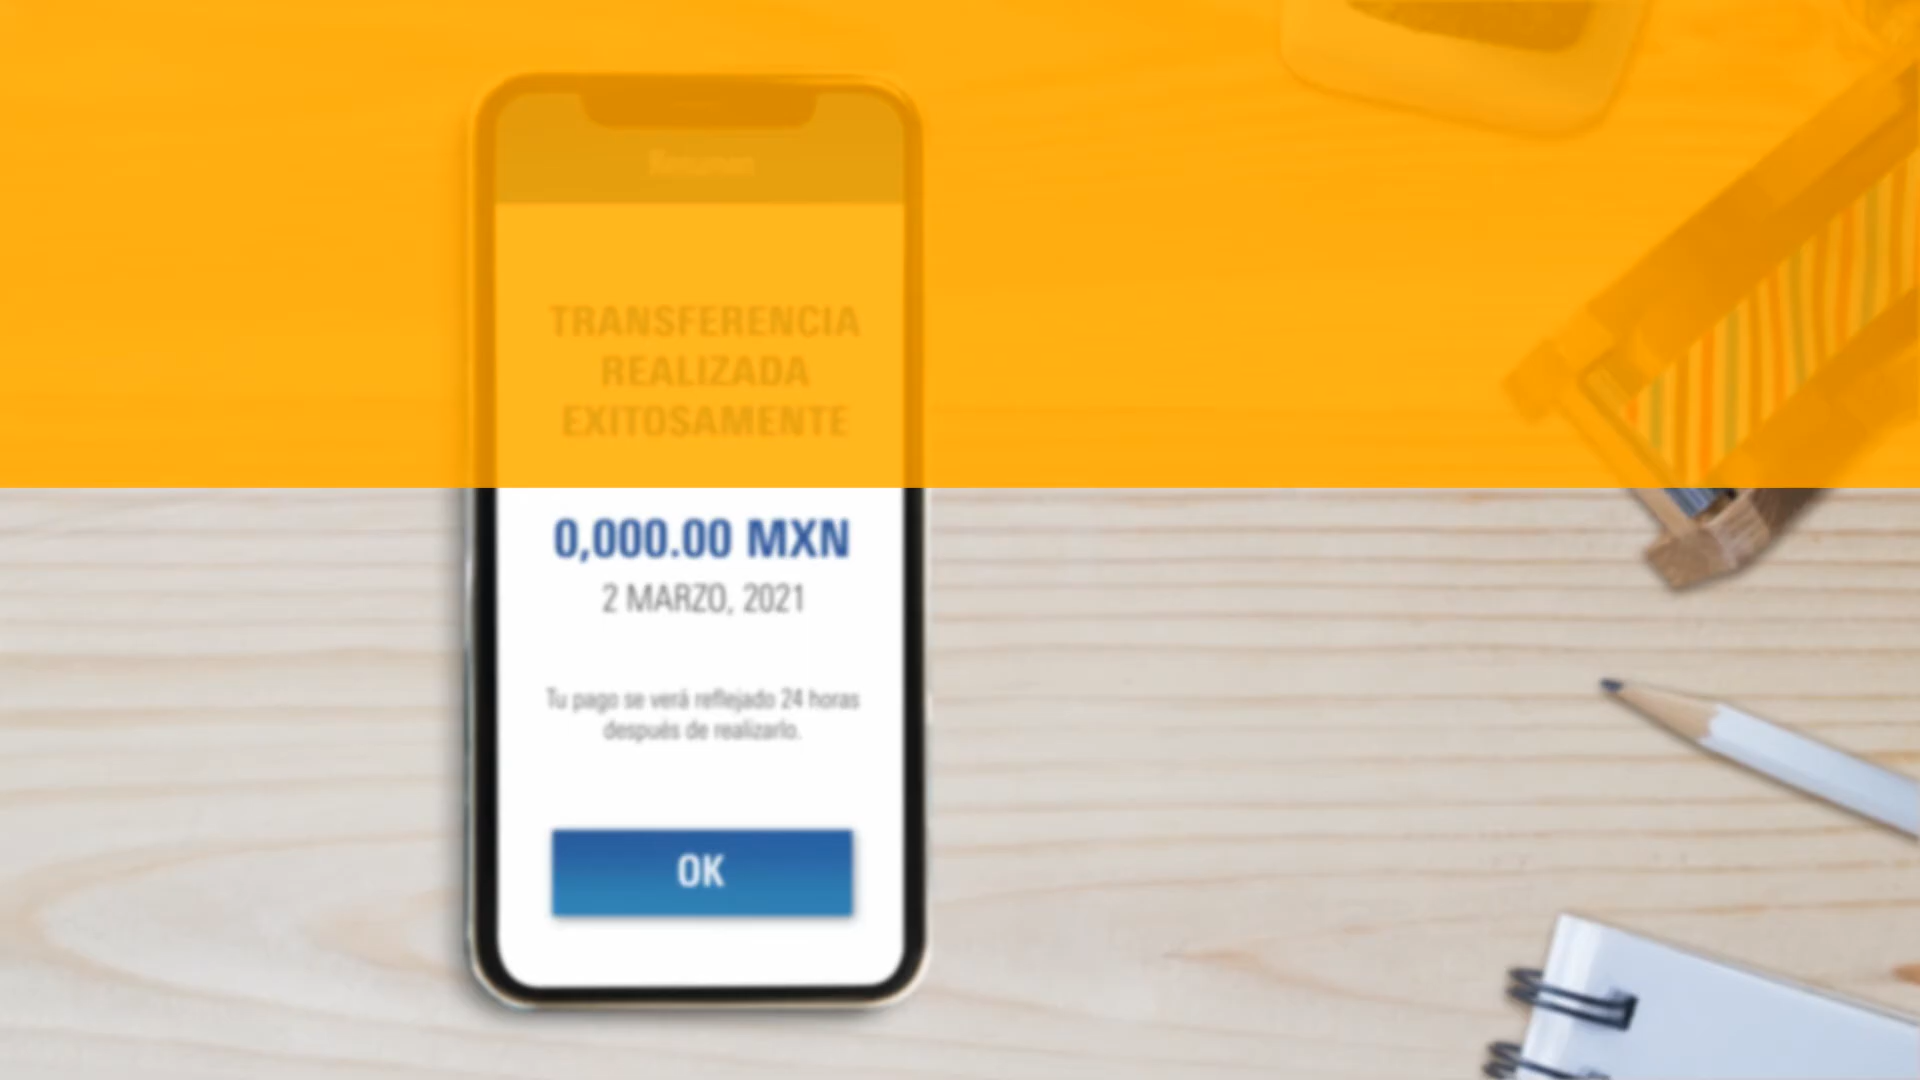 TRANSFERENCIA
REALIZADA
EXITOSAMENTE
0,000.00 MXN
2 MARZO, 2021
Tu pago se verá reflejado 24 horas
después de realizarlo.
OK